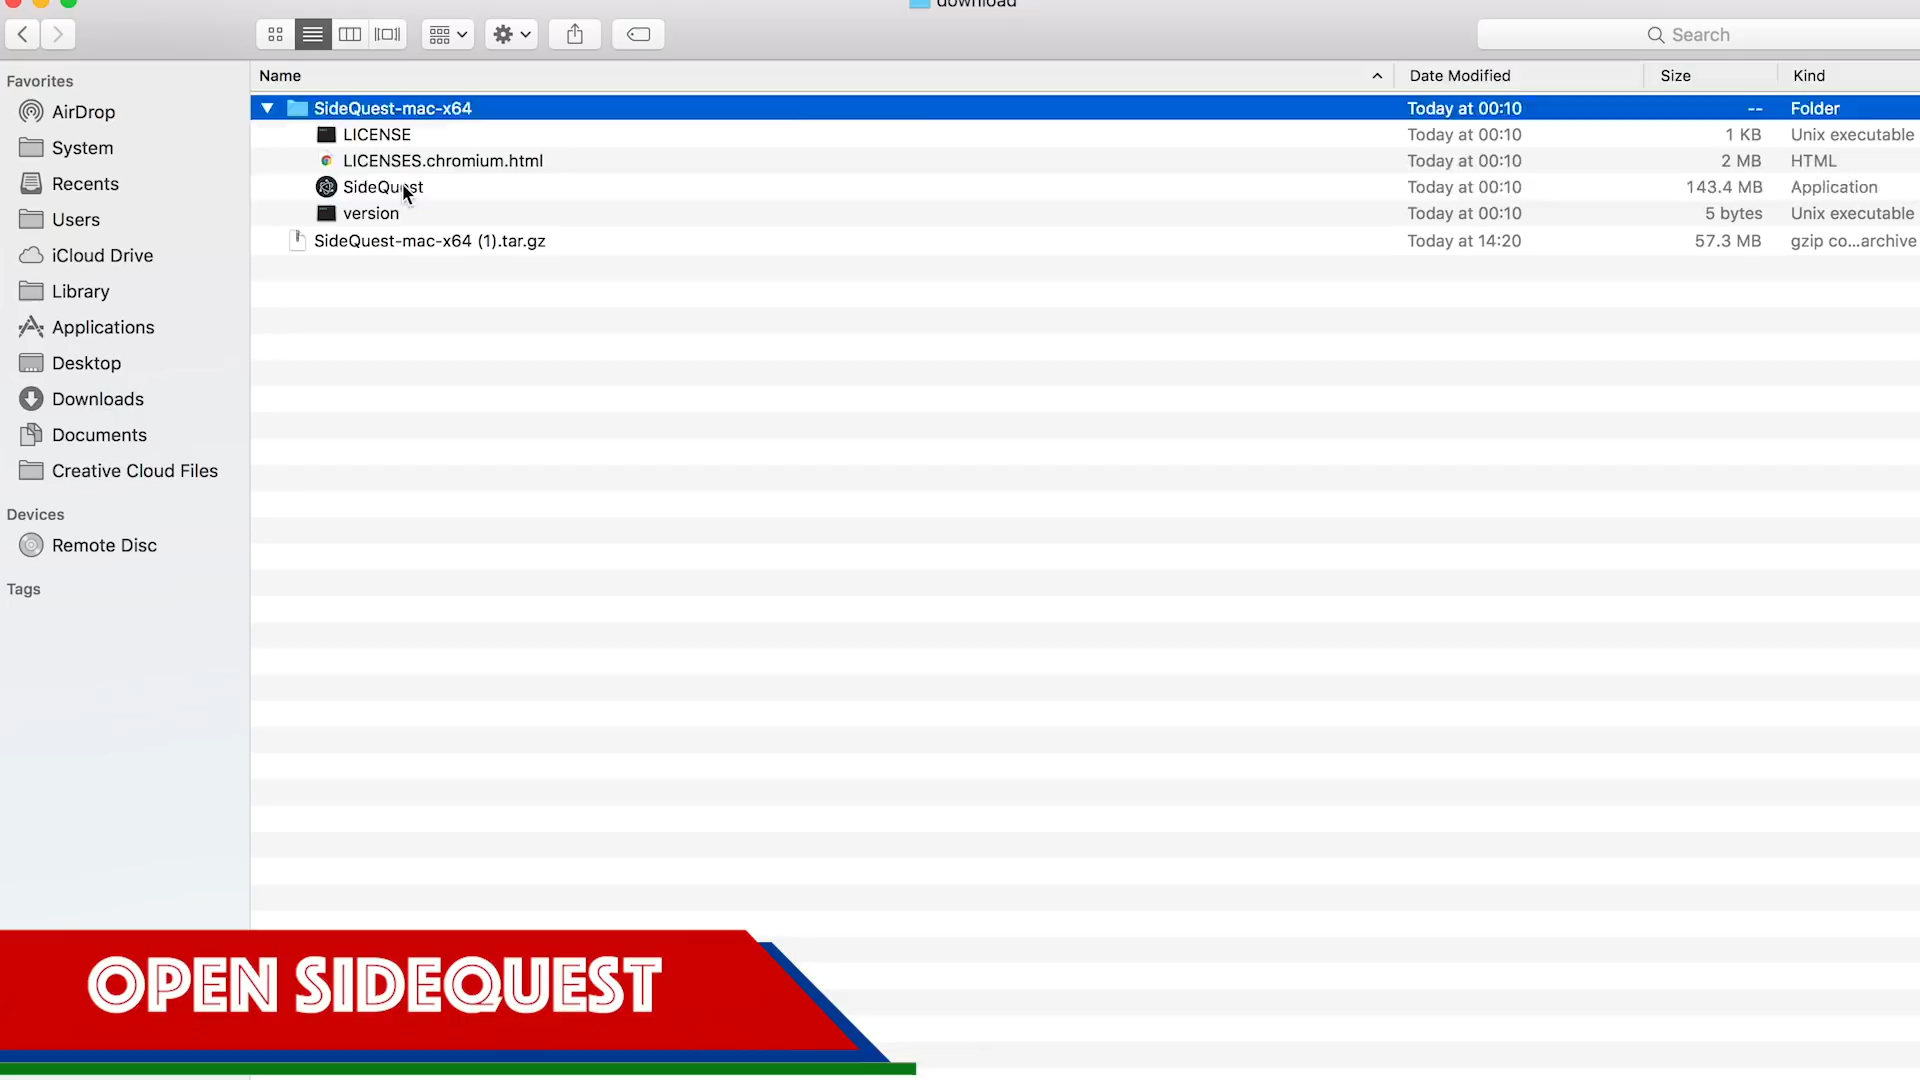 download
Search
Favorites
AirDrop
System
Recents
Users
iCloud Drive
Library
Applications
Desktop
Downloads
Documents
Creative Cloud Files
Devices
Remote Disc
Tags
Name Date Modified Size Kind
SideQuest-mac-x64 Today at 00:10 -- Folder
LICENSE Today at 00:10 1 KB Unix executable
LICENSES.chromium.html Today at 00:10 2 MB HTML
SideQuest Today at 00:10 143.4 MB Application
version Today at 00:10 5 bytes Unix executable
SideQuest-mac-x64 (1).tar.gz Today at 14:20 57.3 MB gzip co...archive
OPEN SIDEQUEST